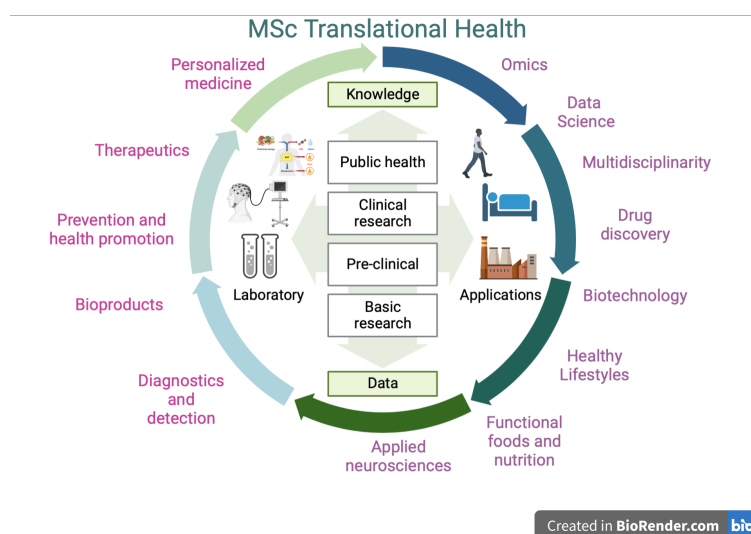 MSc Translational Health
Personalized
medicine
Omics
Knowledge
Data
Science
Therapeutics
Public health
Multidisciplinarity
Clinical
research
Prevention and
health promotion
Drug
discovery
Pre-clinical
Laboratory
Applications
Bioproducts
Basic
research
Biotechnology
Healthy
Lifestyles
Data
Diagnostics
and
detection
Functional
foods and
nutrition
Applied
neurosciences
Created in BioRender.com bio